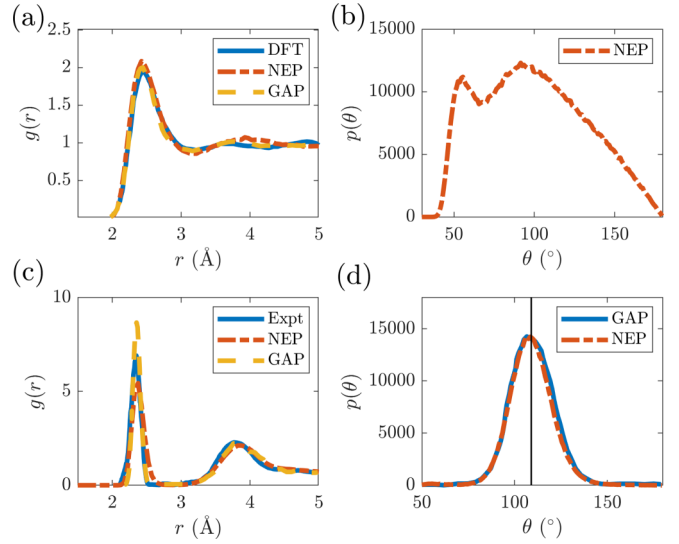 (a)
2.5
2
1.5
1
0.5
2 3 4 5
g(r)
r (Å)
DFT
NEP
GAP
(b)
15000
10000
5000
0
50 100 150
p(θ)
θ (°)
NEP
(c)
10
5
0
2 3 4 5
g(r)
r (Å)
Expt
NEP
GAP
(d)
15000
10000
5000
0
50 100 150
p(θ)
θ (°)
GAP
NEP